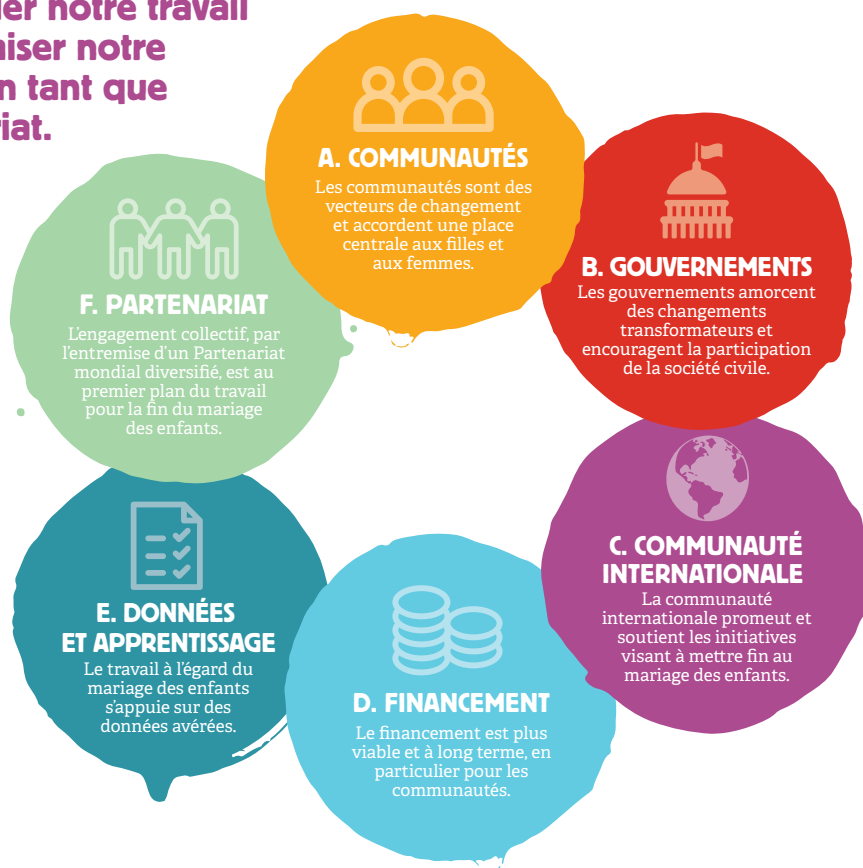 notre travail
notre
tant que
A. COMMUNAUTÉS
Les communautés sont des
vecteurs de changement
et accordent une place
centrale aux filles et
aux femmes.
B. GOUVERNEMENTS
Les gouvernements amorcent
des changements
transformateurs et
encouragent la participation
de la société civile.
C. COMMUNAUTÉ
INTERNATIONALE
La communauté
internationale promeut et
soutient les initiatives
visant à mettre fin au
mariage des enfants.
D. FINANCEMENT
Le financement est plus
viable et à long terme, en
particulier pour les
communautés.
E. DONNÉES
ET APPRENTISSAGE
Le travail à l'égard du
mariage des enfants
s'appuie sur des
données avérées.
F. PARTENARIAT
L'engagement collectif, par
l'entremise d'un Partenariat
mondial diversifié, est au
premier plan du travail
pour la fin du mariage
des enfants.